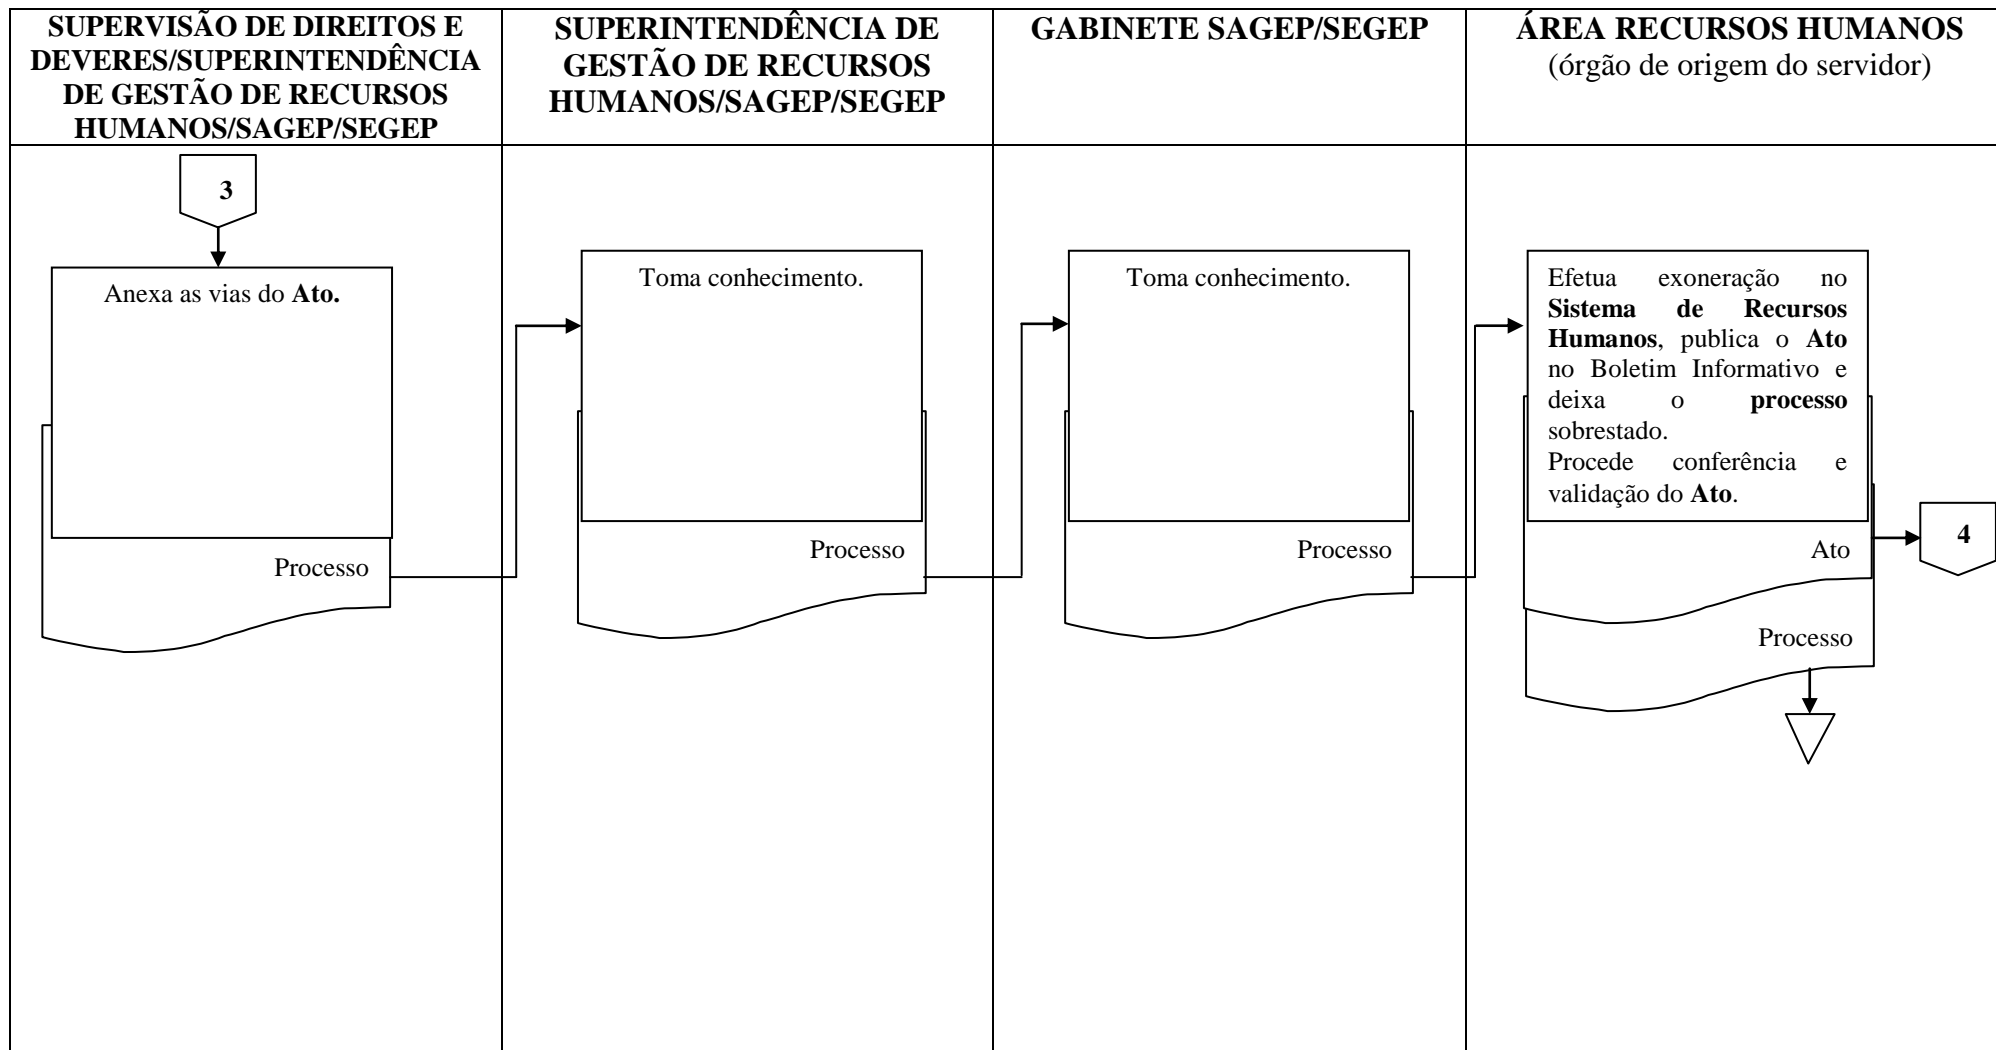 SUPERVISÃO DE DIREITOS E
DEVERES/SUPERINTENDÊNCIA
DE GESTÃO DE RECURSOS
HUMANOS/SAGEP/SEGEP
SUPERINTENDÊNCIA DE
GESTÃO DE RECURSOS
HUMANOS/SAGEP/SEGEP
GABINETE SAGEP/SEGEP
ÁREA RECURSOS HUMANOS
(órgão de origem do servidor)
3
Anexa as vias do Ato.
Processo
Toma conhecimento.
Processo
Toma conhecimento.
Processo
Efetua exoneração no
Sistema de Recursos
Humanos, publica o Ato
no Boletim Informativo e
deixa o processo
sobrestado.
Procede conferência e
validação do Ato.
Ato
4
Processo